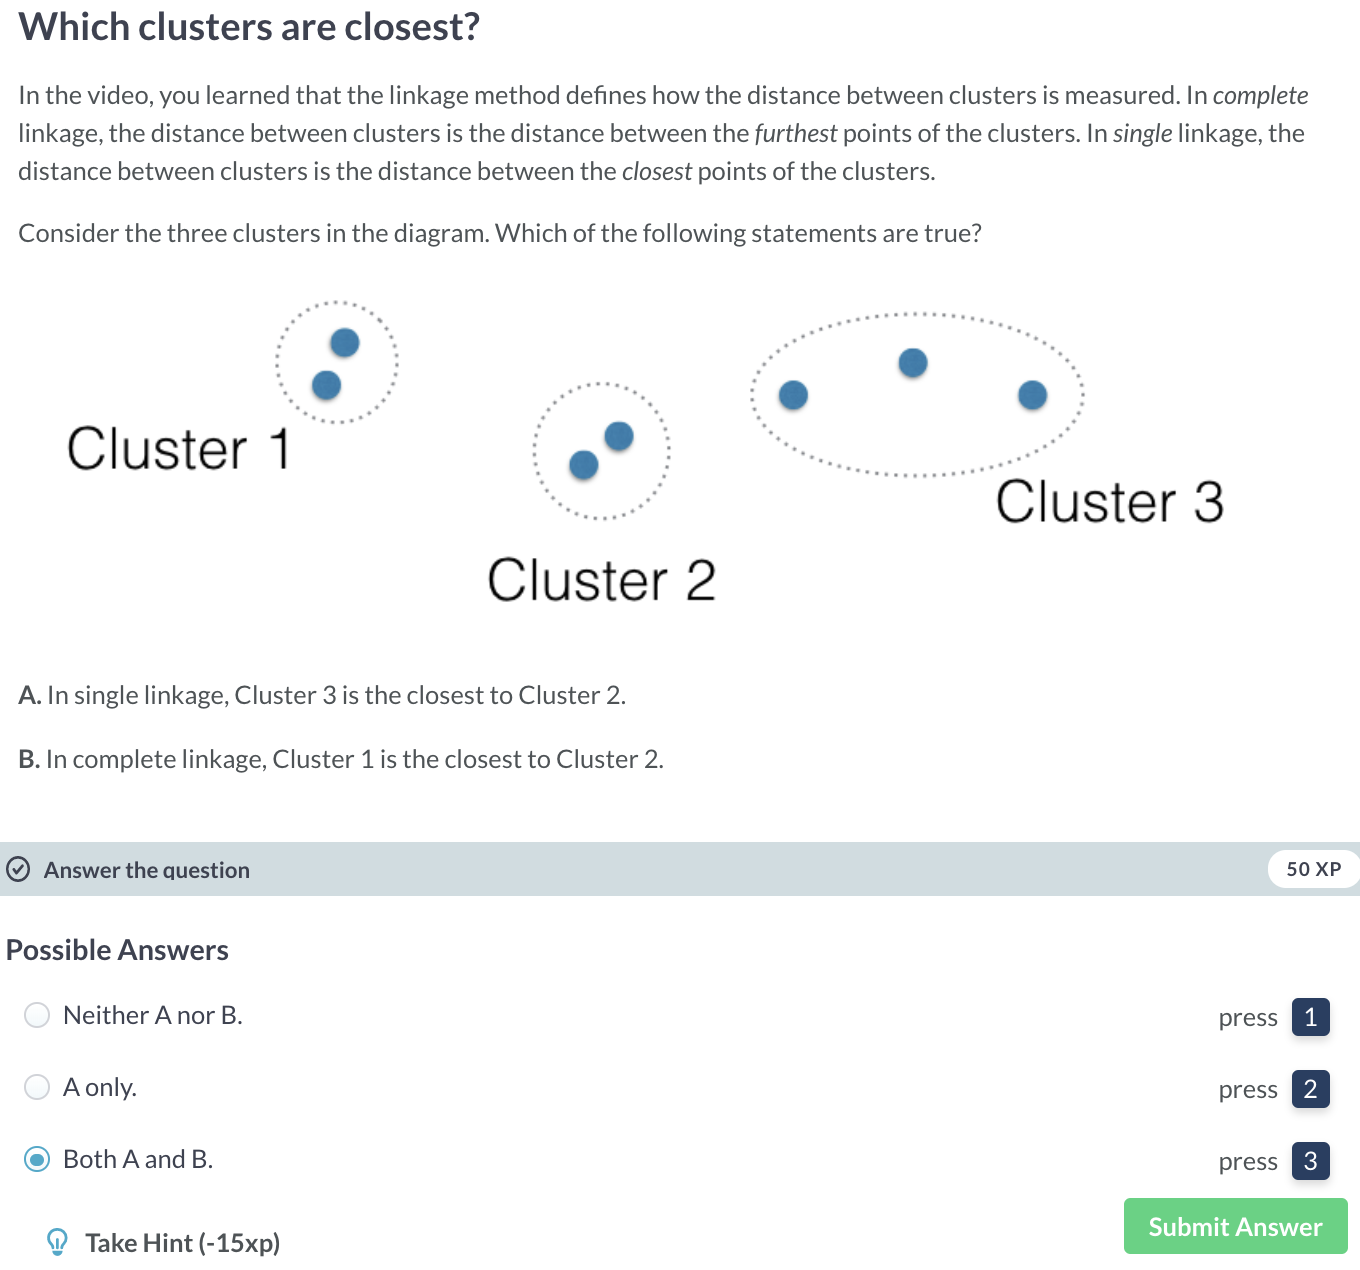 Which clusters are closest?
In the video, you learned that the linkage method defines how the distance between clusters is measured. In complete
linkage, the distance between clusters is the distance between the furthest points of the clusters. In single linkage, the
distance between clusters is the distance between the closest points of the clusters.
Consider the three clusters in the diagram. Which of the following statements are true?
Cluster 1
Cluster 2
Cluster 3
A. In single linkage, Cluster 3 is the closest to Cluster 2.
B. In complete linkage, Cluster 1 is the closest to Cluster 2.
Answer the question
50 XP
Possible Answers
Neither A nor B.
press 1
A only.
press 2
Both A and B.
press 3
Take Hint (-15xp)
Submit Answer